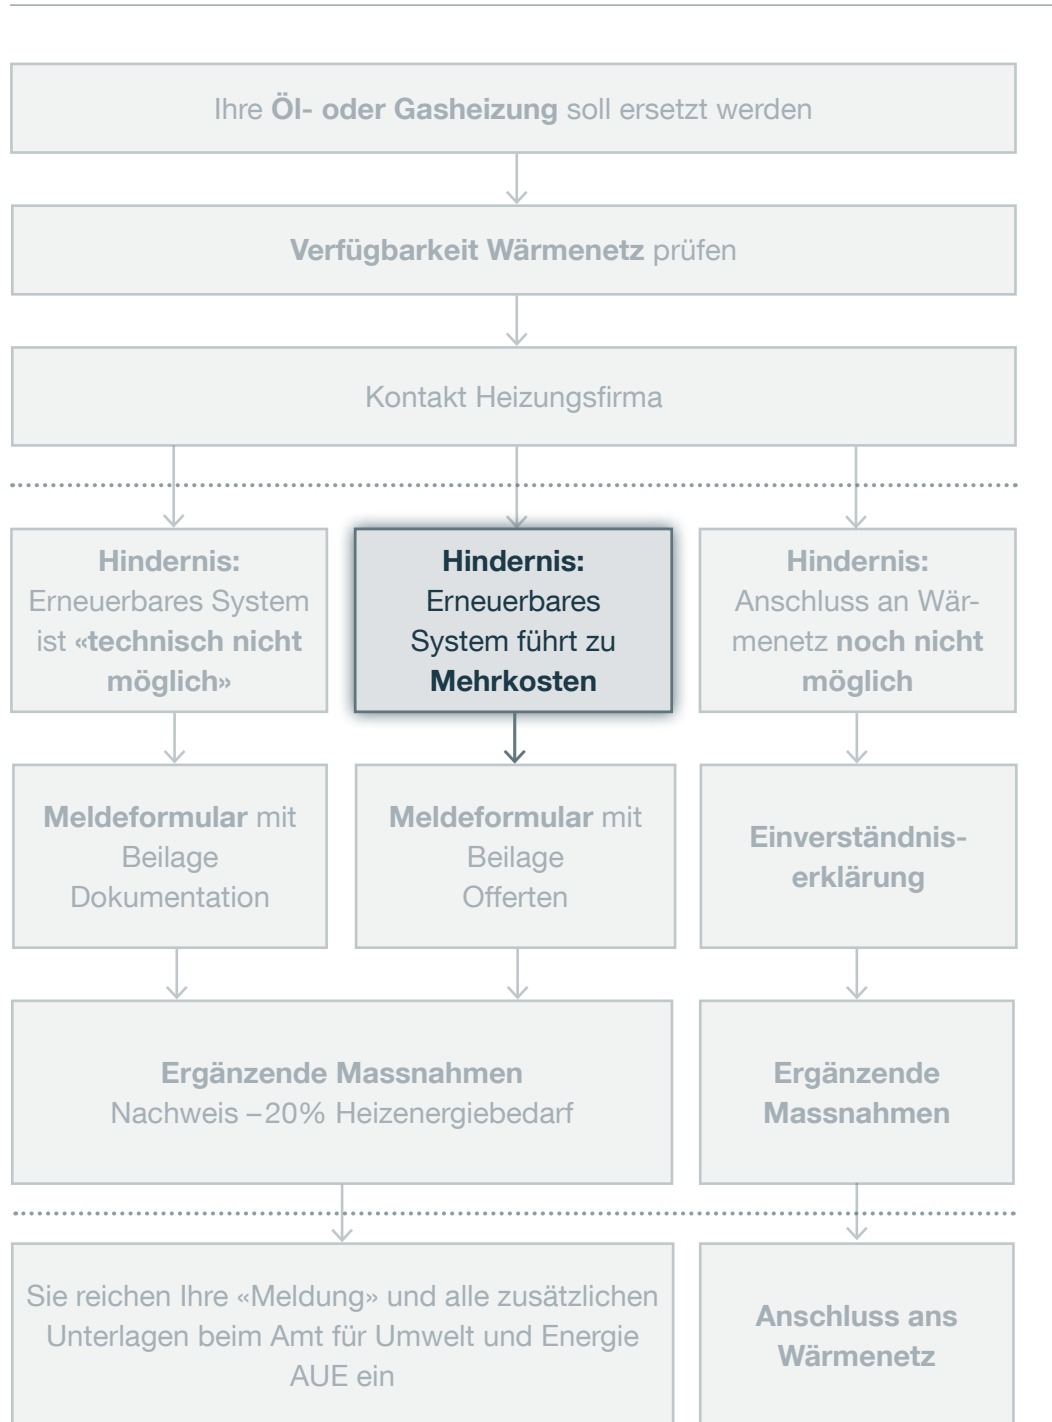 Ihre Öl- oder Gasheizung soll ersetzt werden
Verfügbarkeit Wärmenetz prüfen
Kontakt Heizungsfirma
Hindernis:
Erneuerbares System
ist «technisch nicht
möglich»
Hindernis:
Erneuerbares
System führt zu
Mehrkosten
Hindernis:
Anschluss an Wär-
menetz noch nicht
möglich
Meldeformular mit
Beilage
Dokumentation
Meldeformular mit
Beilage
Offerten
Einverständnis-
erklärung
Ergänzende Massnahmen
Nachweis –20% Heizenergiebedarf
Ergänzende
Massnahmen
Sie reichen Ihre «Meldung» und alle zusätzlichen
Unterlagen beim Amt für Umwelt und Energie
AUE ein
Anschluss ans
Wärmenetz